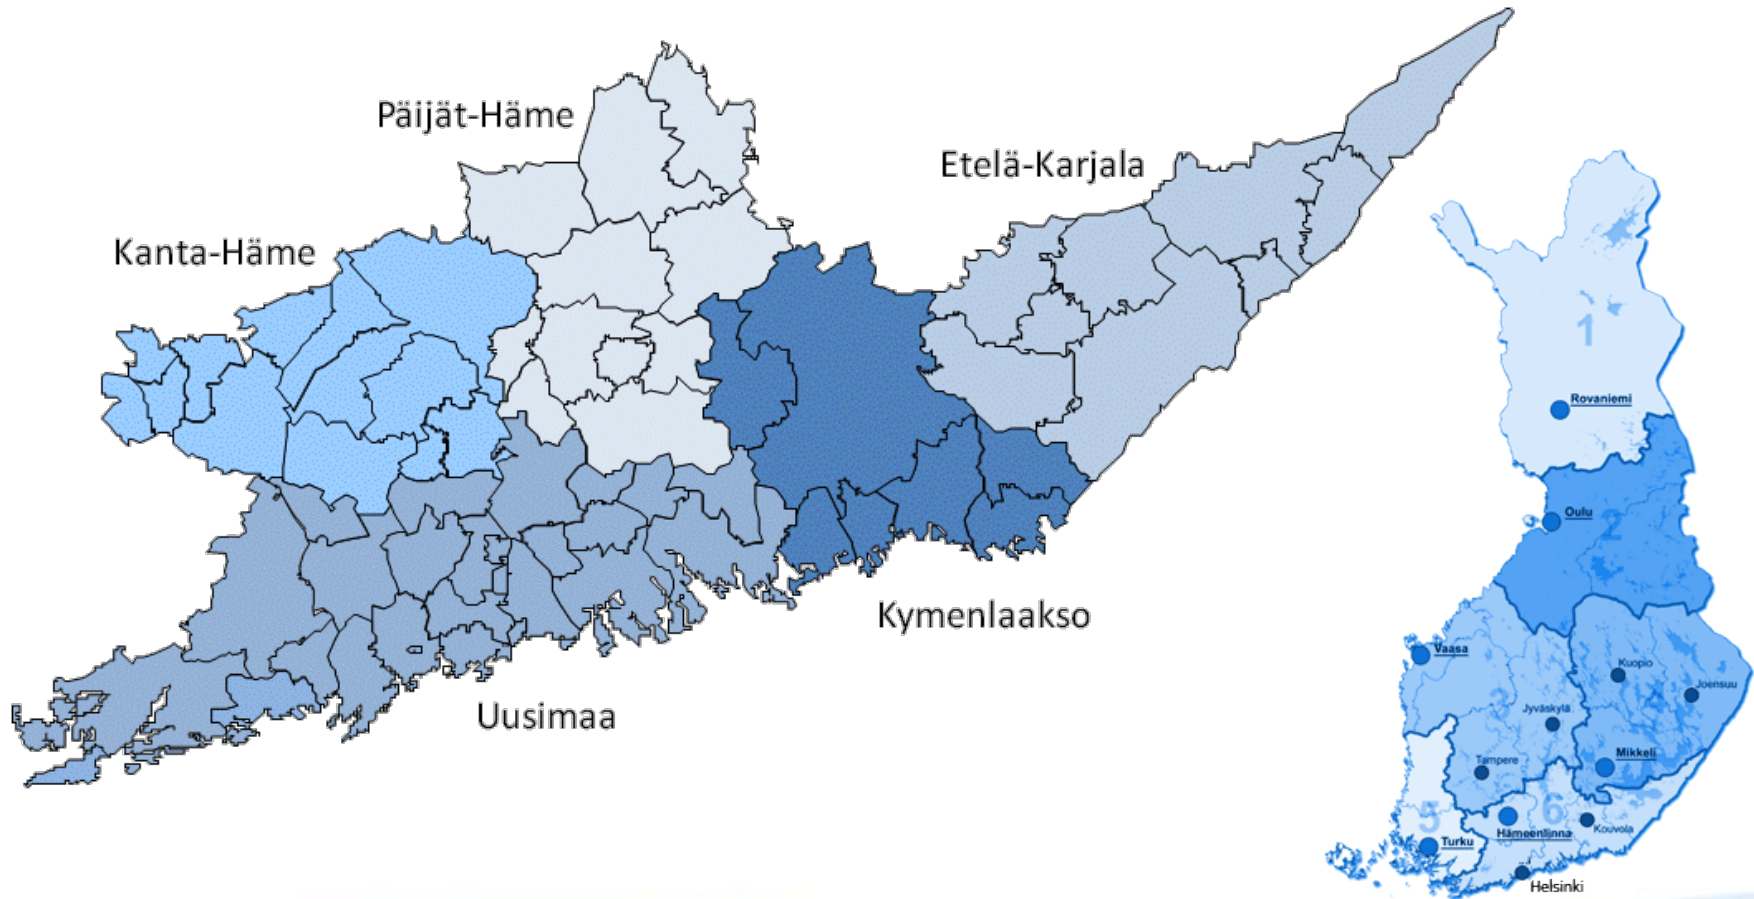 Päijät-Häme
Etelä-Karjala
Kanta-Häme
Kymenlaakso
Uusimaa
1
Rovaniemi
Oulu
2
Vaasa
Kuopio
Joensuu
3
Jyväskylä
Mikkeli
Tampere
5
6
Hämeenlinna
Kouvola
Turku
Helsinki